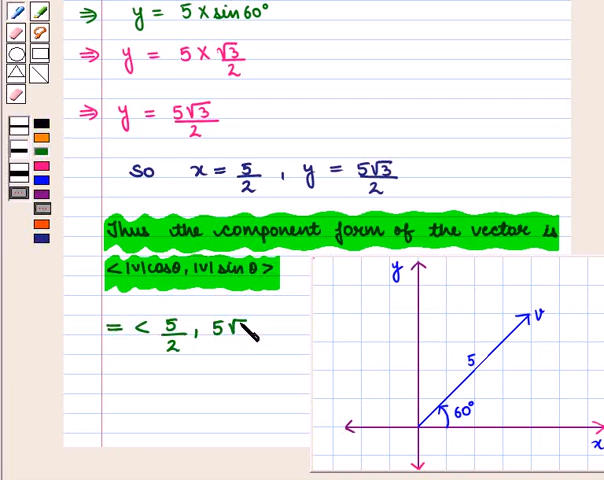 ⇒ y = 5 × sin 60°
⇒ y = 5 × √3/2
⇒ y = 5√3/2
so x = 5/2 , y = 5√3/2
Thus the component form of the vector is
<|v|cosθ, |v| sin θ>
= < 5/2 , 5√
y
v
5
60°
x